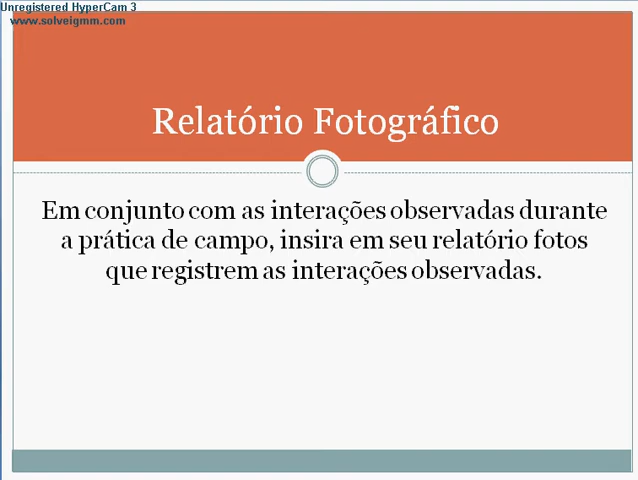 Unregistered HyperCam 3
www.solveigmm.com
Relatório Fotográfico
Em conjunto com as interações observadas durante
a prática de campo, insira em seu relatório fotos
que registrem as interações observadas.